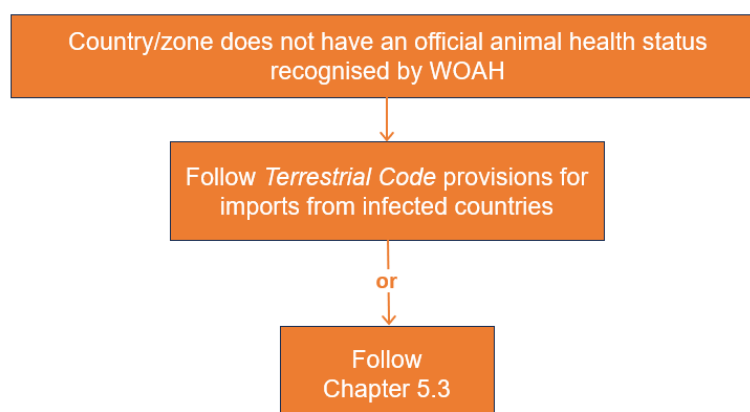 Country/zone does not have an official animal health status
recognised by WOAH
Follow Terrestrial Code provisions for
imports from infected countries
or
Follow
Chapter 5.3